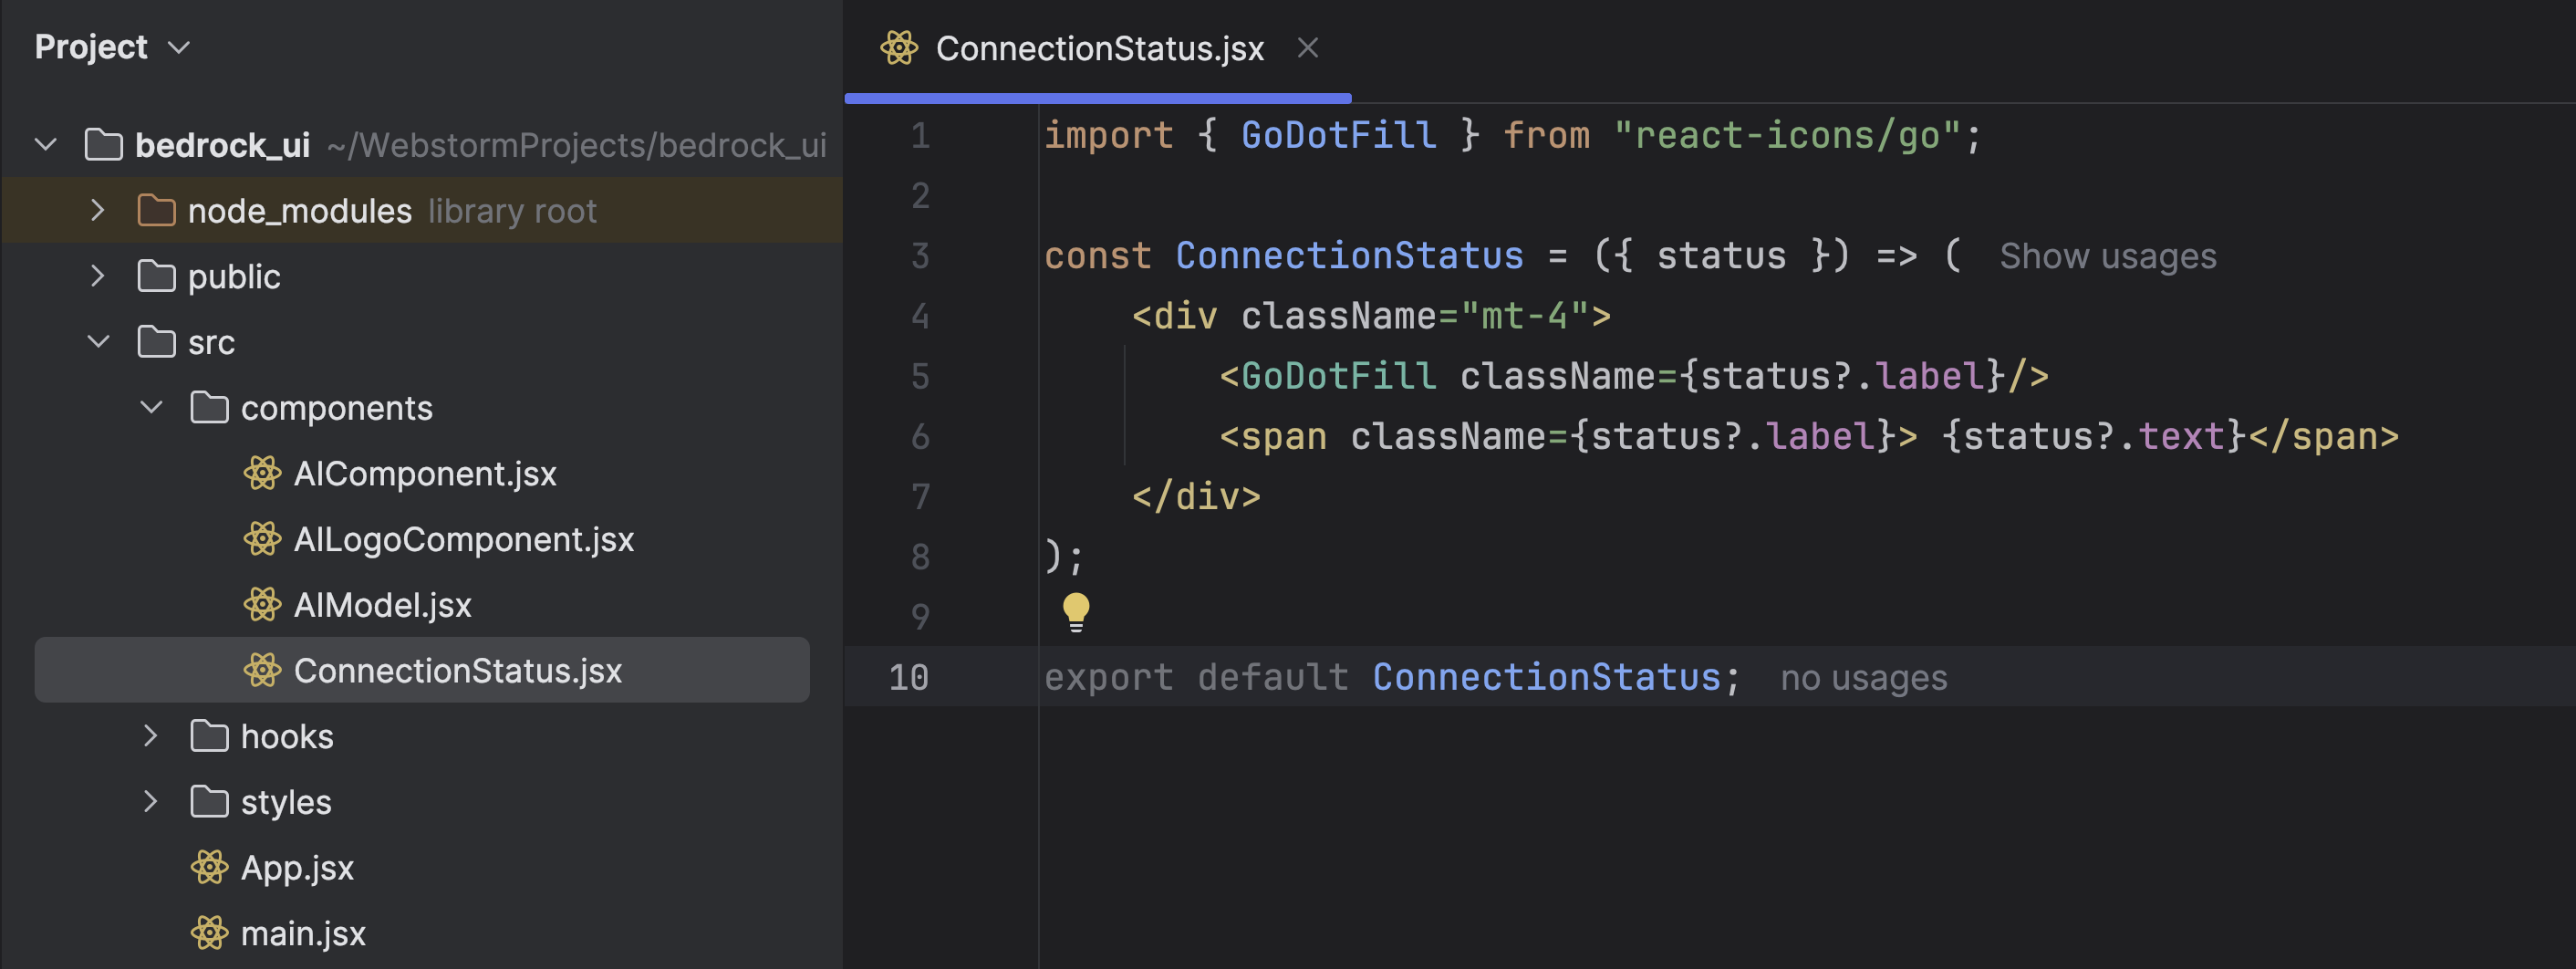 Project
bedrock_ui ~/WebstormProjects/bedrock_ui
node_modules library root
public
src
components
AIComponent.jsx
AILogoComponent.jsx
AIModel.jsx
ConnectionStatus.jsx
hooks
styles
App.jsx
main.jsx
ConnectionStatus.jsx
1 import { GoDotFill } from "react-icons/go";
2
3 const ConnectionStatus = ({ status }) => ( Show usages
4 <div className="mt-4">
5 <GoDotFill className={status?.label}/>
6 <span className={status?.label}> {status?.text}</span>
7 </div>
8 );
9
10 export default ConnectionStatus; no usages